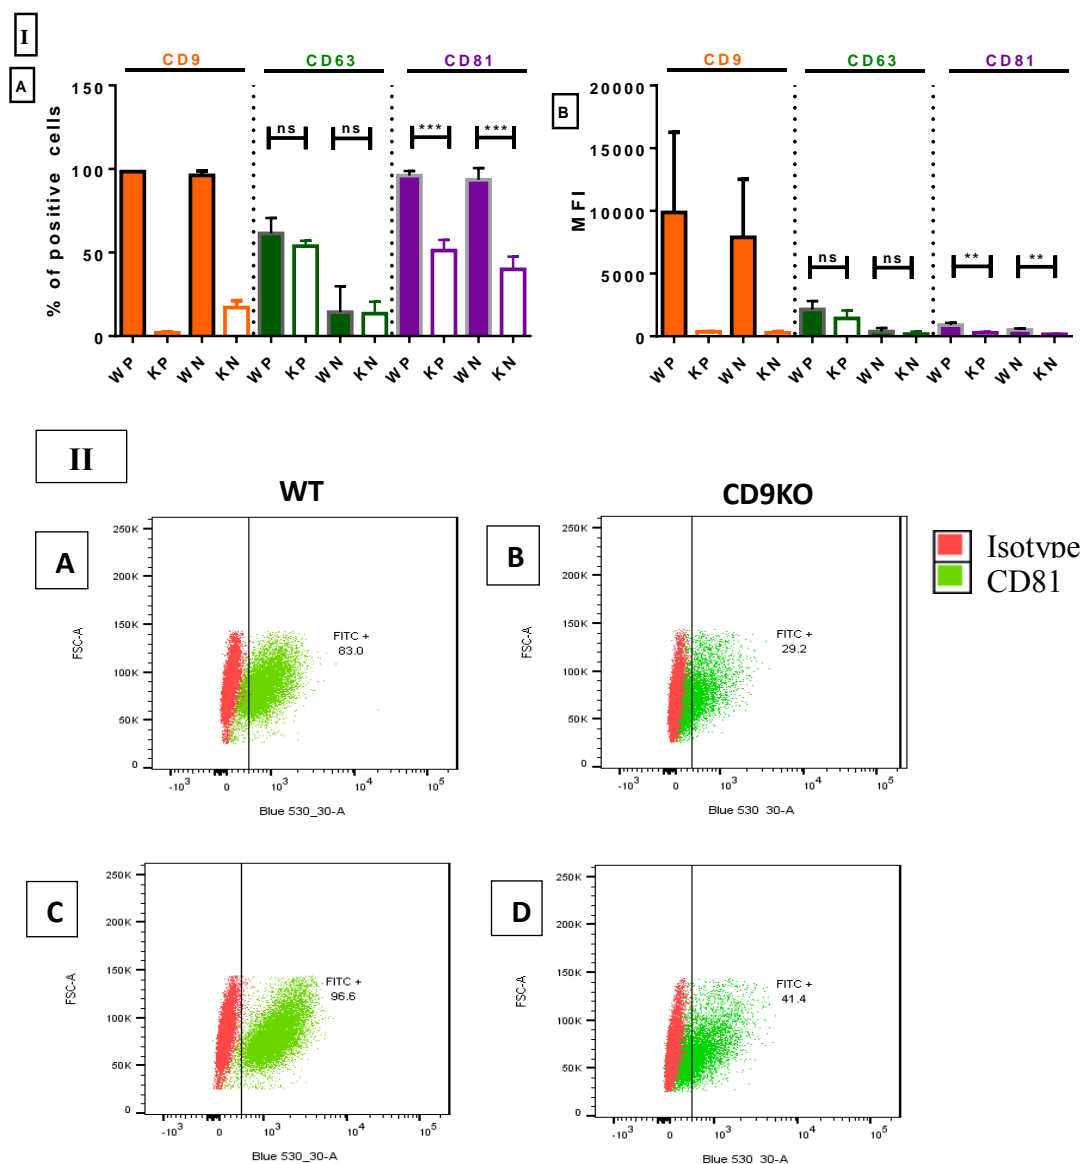 I
A
CD9 CD63 CD81
% of positive cells
150
100
50
0
ns ns *** ***
WP KP WN KN WP KP WN KN WP KP WN KN
B
CD9 CD63 CD81
MFI
20000
15000
10000
5000
0
ns ns ** **
WP KP WN KN WP KP WN KN WP KP WN KN
II
WT
CD9KO
A
FSC-A
250K
200K
150K
100K
50K
0
FITC +
83.0
-10³ 0 10³ 10⁴ 10⁵
Blue 530_30-A
B
FSC-A
250K
200K
150K
100K
50K
0
FITC +
29.2
-10³ 0 10³ 10⁴ 10⁵
Blue 530 30-A
Isotype
CD81
C
FSC-A
250K
200K
150K
100K
50K
0
FITC +
96.6
-10³ 0 10³ 10⁴ 10⁵
Blue 530_30-A
D
FSC-A
250K
200K
150K
100K
50K
0
FITC +
41.4
-10³ 0 10³ 10⁴ 10⁵
Blue 530 30-A